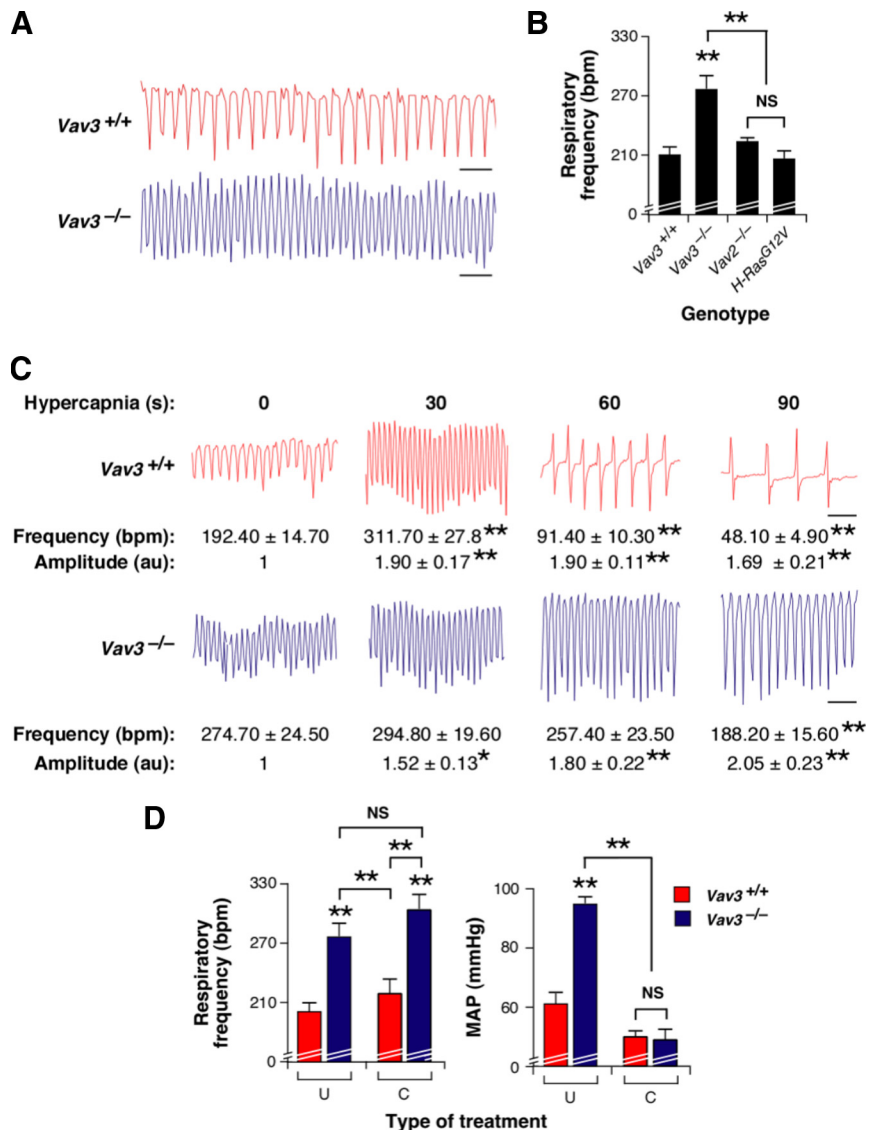 A
Vav3 +/+
Vav3 –/–
B
Respiratory frequency (bpm)
330
270
210
0
**
**
NS
Vav3 +/+
Vav3 –/–
Vav2 –/–
H-RasG12V
Genotype
C
Hypercapnia (s): 0 30 60 90
Vav3 +/+
Frequency (bpm): 192.40 ± 14.70 311.70 ± 27.8** 91.40 ± 10.30** 48.10 ± 4.90**
Amplitude (au): 1 1.90 ± 0.17** 1.90 ± 0.11** 1.69 ± 0.21**
Vav3 –/–
Frequency (bpm): 274.70 ± 24.50 294.80 ± 19.60 257.40 ± 23.50 188.20 ± 15.60**
Amplitude (au): 1 1.52 ± 0.13* 1.80 ± 0.22** 2.05 ± 0.23**
D
Respiratory frequency (bpm)
330
270
210
0
NS
**
**
**
**
U C
MAP (mmHg)
100
80
60
0
**
**
NS
U C
Vav3 +/+
Vav3 –/–
Type of treatment